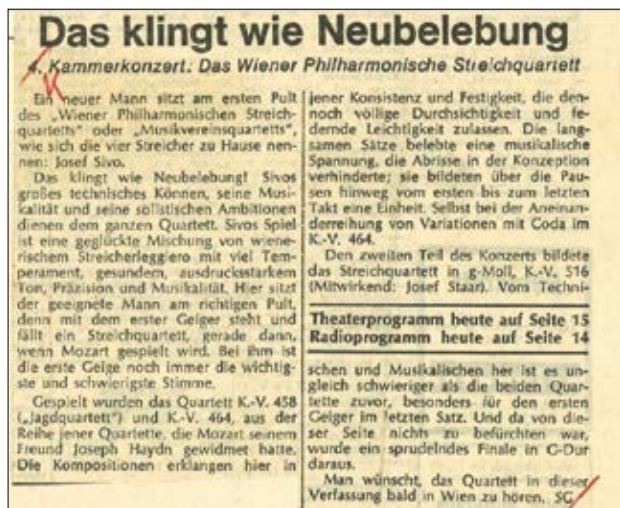 Das klingt wie Neubelebung
4. Kammerkonzert: Das Wiener Philharmonische Streichquartett
Ein neuer Mann sitzt am ersten Pult
des „Wiener Philharmonischen Streich-
quartetts“ oder „Musikvereinsquartetts“,
wie sich die vier Streicher zu Hause nen-
nen: Josef Sivo.
Das klingt wie Neubelebung! Sivos
großes technisches Können, seine Musi-
kalität und seine solistischen Ambitionen
dienen dem ganzen Quartett. Sivos Spiel
ist eine geglückte Mischung von wiene-
rischem Streicherleggiero mit viel Tem-
perament, gesundem, ausdrucksstarkem
Ton, Präzision und Musikalität. Hier sitzt
der geeignete Mann am richtigen Pult,
denn mit dem erster Geiger steht und
fällt ein Streichquartett, gerade dann,
wenn Mozart gespielt wird. Bei ihm ist
die erste Geige noch immer die wichtig-
ste und schwierigste Stimme.
Gespielt wurden das Quartett K.-V. 458
(„Jagdquartett“) und K.-V. 464, aus der
Reihe jener Quartette, die Mozart seinem
Freund Joseph Haydn gewidmet hatte.
Die Kompositionen erklangen hier in
jener Konsistenz und Festigkeit, die den-
noch völlige Durchsichtigkeit und fe-
dernde Leichtigkeit zulassen. Die lang-
samen Sätze belebte eine musikalische
Spannung, die Abrisse in der Konzeption
verhinderte; sie bildeten über die Pau-
sen hinweg vom ersten bis zum letzten
Takt eine Einheit. Selbst bei der Aneinan-
derreihung von Variationen mit Coda im
K.-V. 464.
Den zweiten Teil des Konzerts bildete
das Streichquartett in g-Moll, K.-V. 516
(Mitwirkend: Josef Staar). Vom Techni-
Theaterprogramm heute auf Seite 15
Radioprogramm heute auf Seite 14
schen und Musikalischen her ist es un-
gleich schwieriger als die beiden Quar-
tette zuvor, besonders für den ersten
Geiger im letzten Satz. Und da von die-
ser Seite nichts zu befürchten war,
wurde ein sprudelndes Finale in G-Dur
daraus.
Man wünscht, das Quartett in dieser
Verfassung bald in Wien zu hören. SG